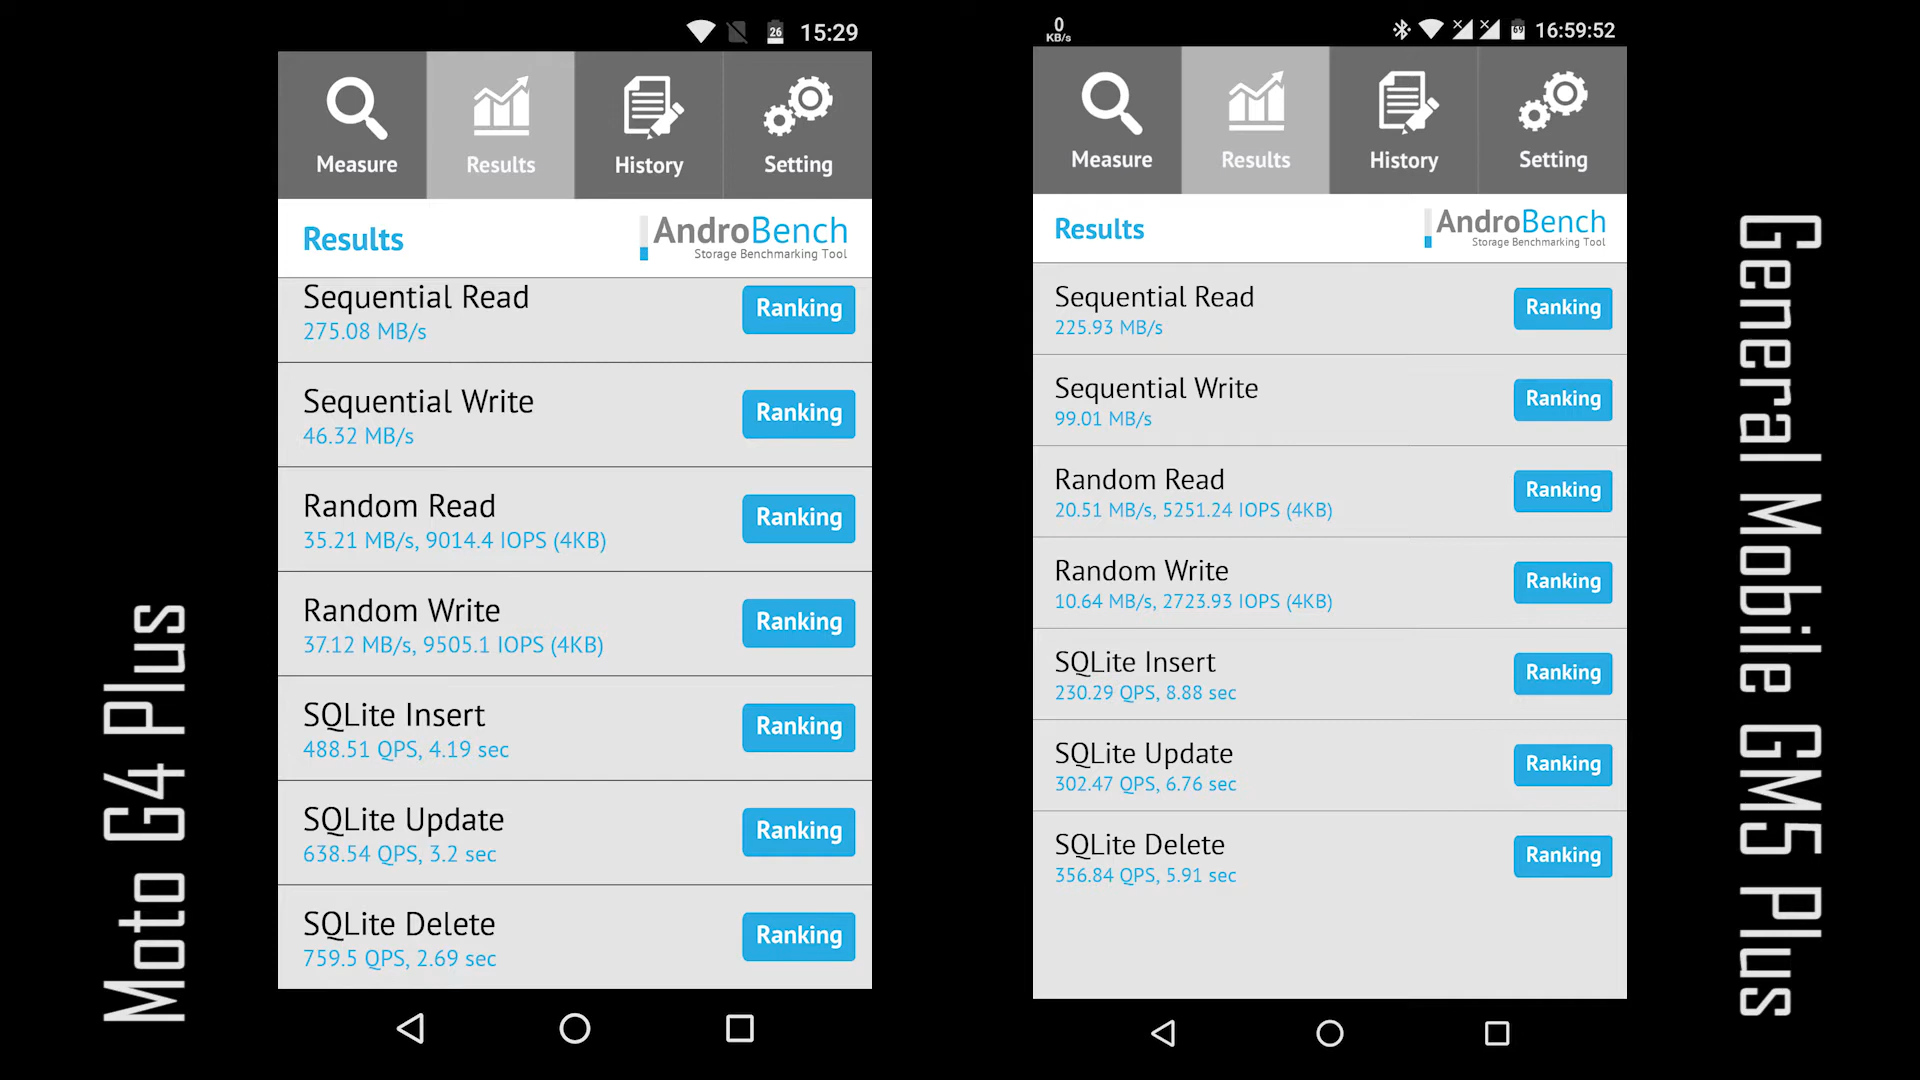 Moto G4 Plus
26 15:29
Measure
Results
History
Setting
Results
AndroBench
Storage Benchmarking Tool
Sequential Read
275.08 MB/s
Ranking
Sequential Write
46.32 MB/s
Ranking
Random Read
35.21 MB/s, 9014.4 IOPS (4KB)
Ranking
Random Write
37.12 MB/s, 9505.1 IOPS (4KB)
Ranking
SQLite Insert
488.51 QPS, 4.19 sec
Ranking
SQLite Update
638.54 QPS, 3.2 sec
Ranking
SQLite Delete
759.5 QPS, 2.69 sec
Ranking
0
KB/s
69 16:59:52
Measure
Results
History
Setting
Results
AndroBench
Storage Benchmarking Tool
Sequential Read
225.93 MB/s
Ranking
Sequential Write
99.01 MB/s
Ranking
Random Read
20.51 MB/s, 5251.24 IOPS (4KB)
Ranking
Random Write
10.64 MB/s, 2723.93 IOPS (4KB)
Ranking
SQLite Insert
230.29 QPS, 8.88 sec
Ranking
SQLite Update
302.47 QPS, 6.76 sec
Ranking
SQLite Delete
356.84 QPS, 5.91 sec
Ranking
General Mobile GM5 Plus